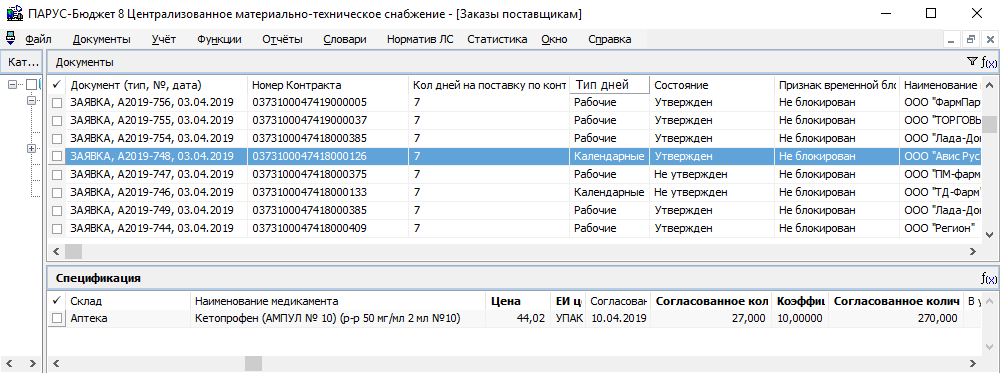 ПАРУС-Бюджет 8 Централизованное материально-техническое снабжение - [Заказы поставщикам]
Файл Документы Учёт Функции Отчёты Словари Норматив ЛС Статистика Окно Справка
Кат... Документы f(x)
Документ (тип, №, дата) Номер Контракта Кол дней на поставку по конт Тип дней Состояние Признак временной бло Наименование
ЗАЯВКА, А2019-756, 03.04.2019 0373100047419000005 7 Рабочие Утвержден Не блокирован ООО "ФармПар
ЗАЯВКА, А2019-755, 03.04.2019 0373100047419000037 7 Рабочие Утвержден Не блокирован ООО "ТОРГОВЫ
ЗАЯВКА, А2019-754, 03.04.2019 0373100047418000385 7 Рабочие Утвержден Не блокирован ООО "Лада-Дон
ЗАЯВКА, А2019-748, 03.04.2019 0373100047418000126 7 Календарные Утвержден Не блокирован ООО "Авис Рус
ЗАЯВКА, А2019-747, 03.04.2019 0373100047418000375 7 Рабочие Не утвержден Не блокирован ООО "ПМ-фарм
ЗАЯВКА, А2019-746, 03.04.2019 0373100047418000133 7 Календарные Не утвержден Не блокирован ООО "ТД-Фарм
ЗАЯВКА, А2019-749, 03.04.2019 0373100047418000385 7 Рабочие Утвержден Не блокирован ООО "Лада-Дон
ЗАЯВКА, А2019-744, 03.04.2019 0373100047418000409 7 Рабочие Утвержден Не блокирован ООО "Регион"
Спецификация f(x)
Склад Наименование медикамента Цена ЕИ ц Согласован Согласованное кол Коэффиц Согласованное колич В у
Аптека Кетопрофен (АМПУЛ № 10) (р-р 50 мг/мл 2 мл №10) 44,02 УПАК 10.04.2019 27,000 10,00000 270,000